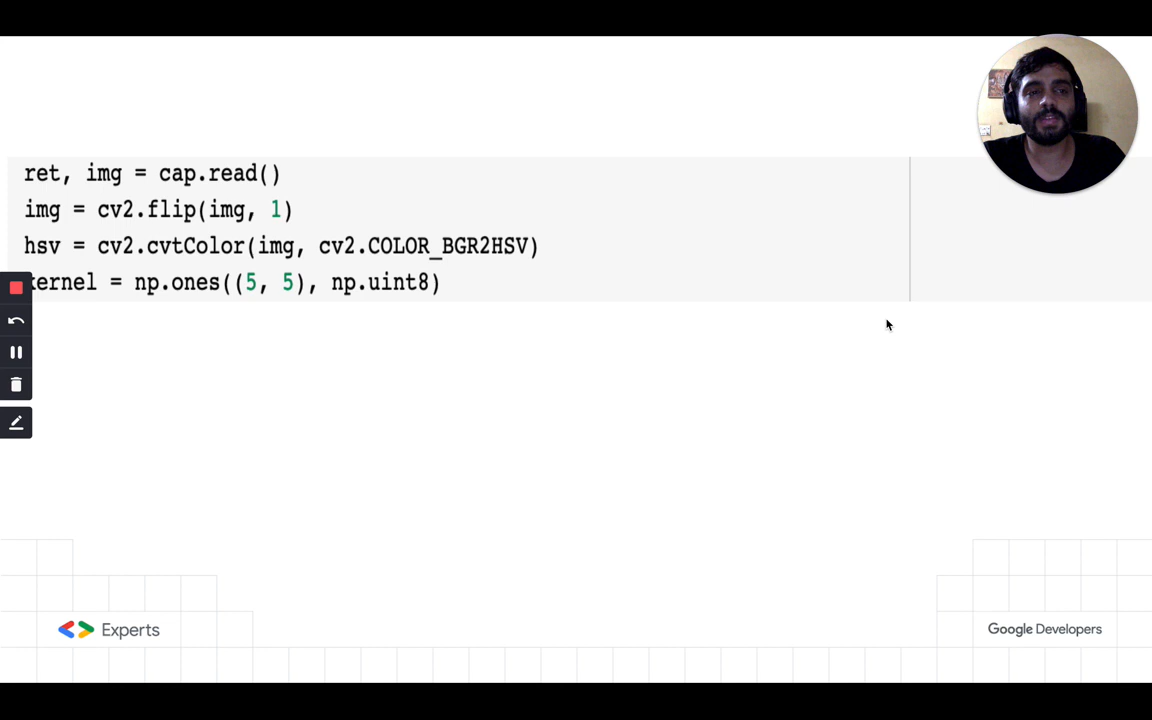 ret, img = cap.read()
img = cv2.flip(img, 1)
hsv = cv2.cvtColor(img, cv2.COLOR_BGR2HSV)
kernel = np.ones((5, 5), np.uint8)
Experts
Google Developers